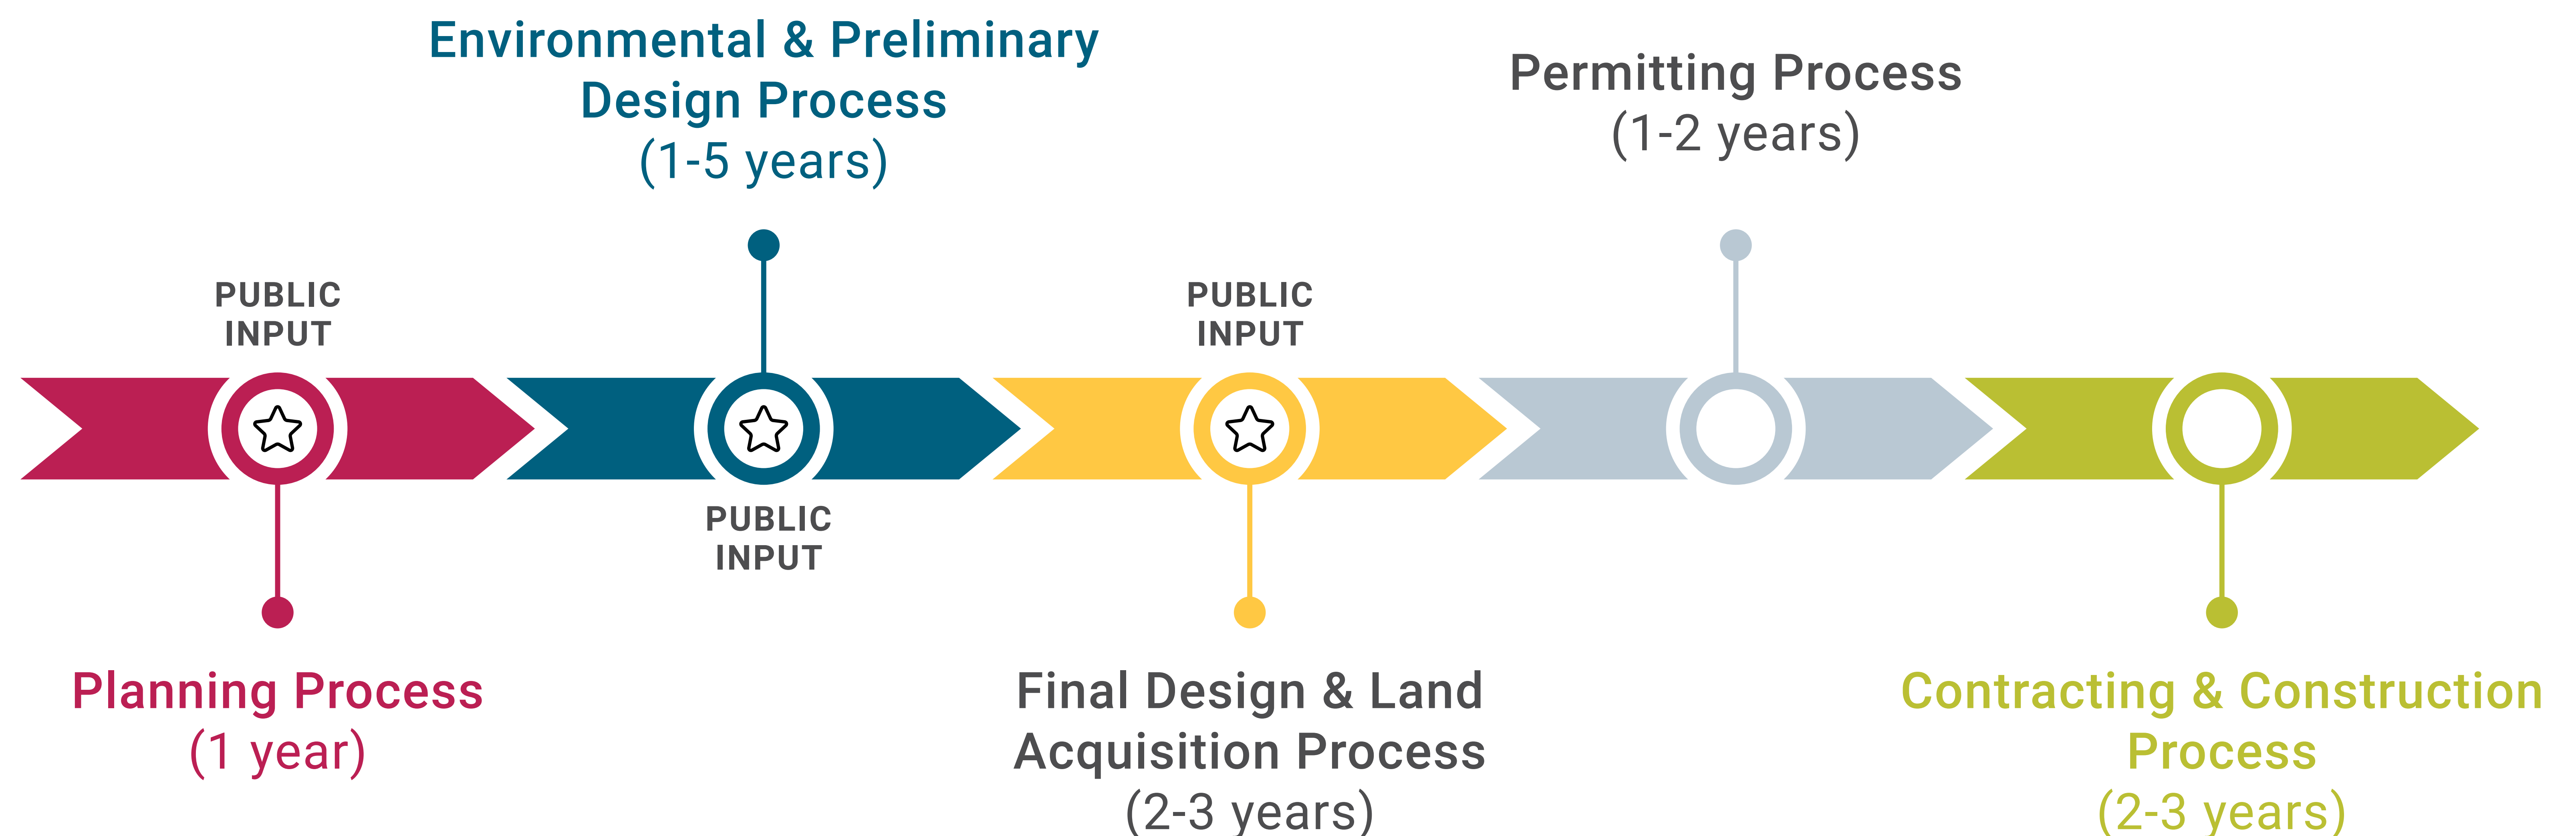 Environmental & Preliminary
Design Process
(1-5 years)
Permitting Process
(1-2 years)
PUBLIC
INPUT
PUBLIC
INPUT
PUBLIC
INPUT
Planning Process
(1 year)
Final Design & Land
Acquisition Process
(2-3 years)
Contracting & Construction
Process
(2-3 years)